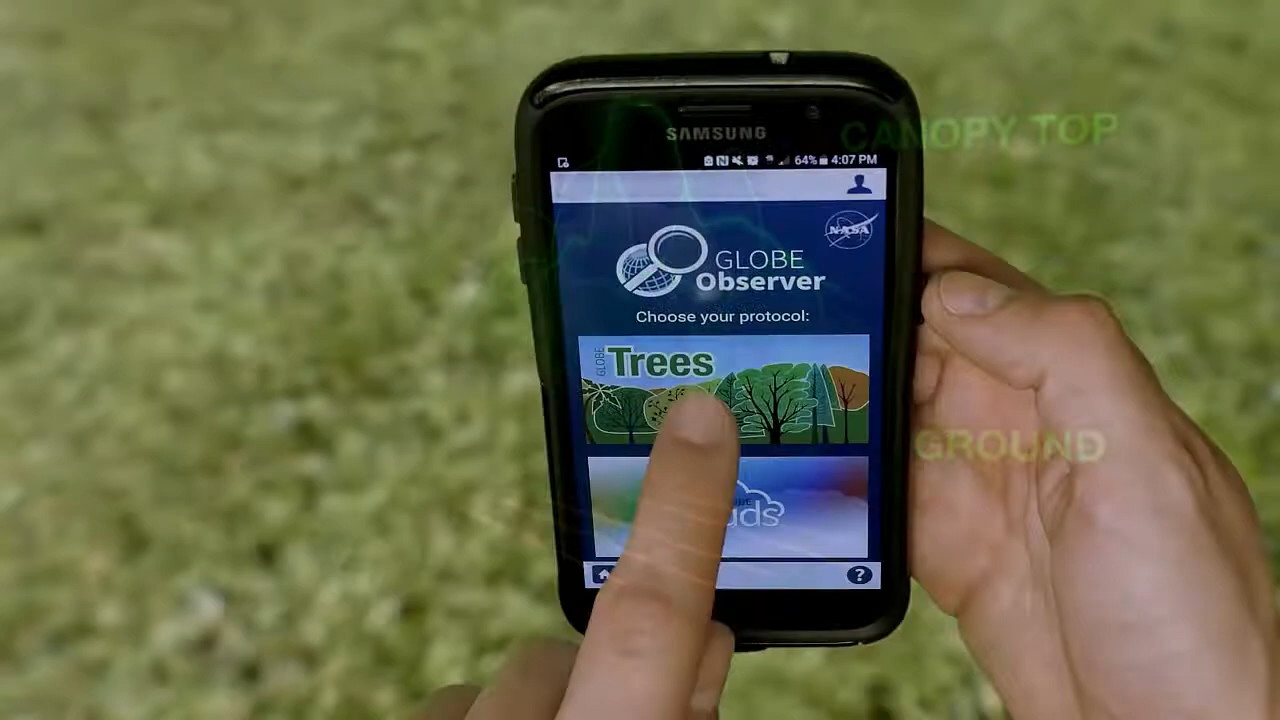 CANOPY TOP
SAMSUNG
64% 4:07 PM
NASA
GLOBE
Observer
Choose your protocol:
GLOBE
Trees
GROUND
?